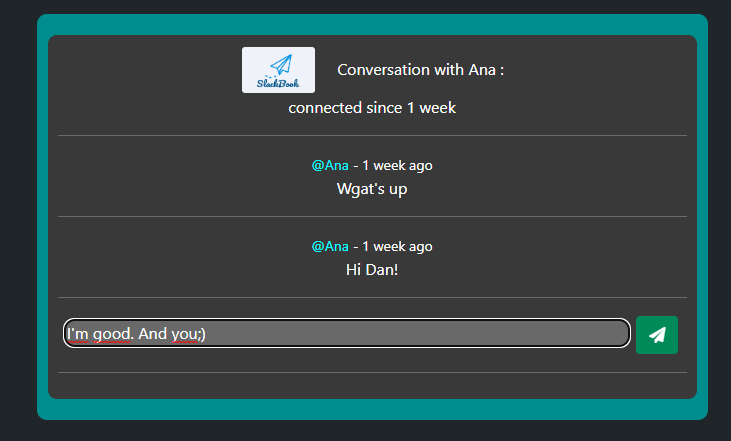 SlackBook
Conversation with Ana :
connected since 1 week
@Ana - 1 week ago
Wgat's up
@Ana - 1 week ago
Hi Dan!
I'm good. And you;)